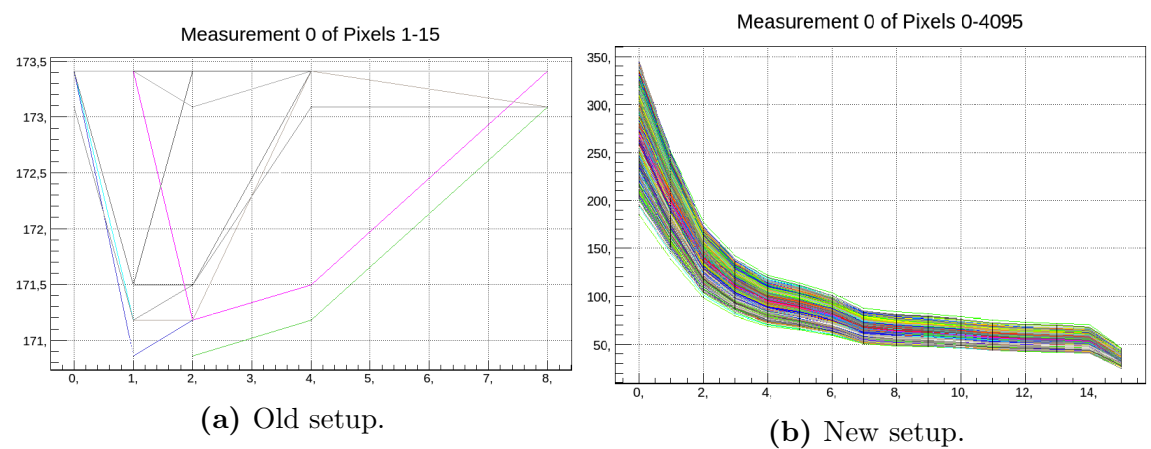 Measurement 0 of Pixels 1-15
173,5
173,
172,5
172,
171,5
171,
0, 1, 2, 3, 4, 5, 6, 7, 8,
(a) Old setup.
Measurement 0 of Pixels 0-4095
350,
300,
250,
200,
150,
100,
50,
0, 2, 4, 6, 8, 10, 12, 14,
(b) New setup.